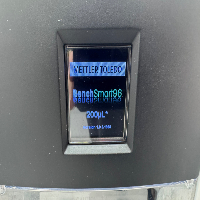 METTLER TOLEDO
BenchSmart96
200µL*